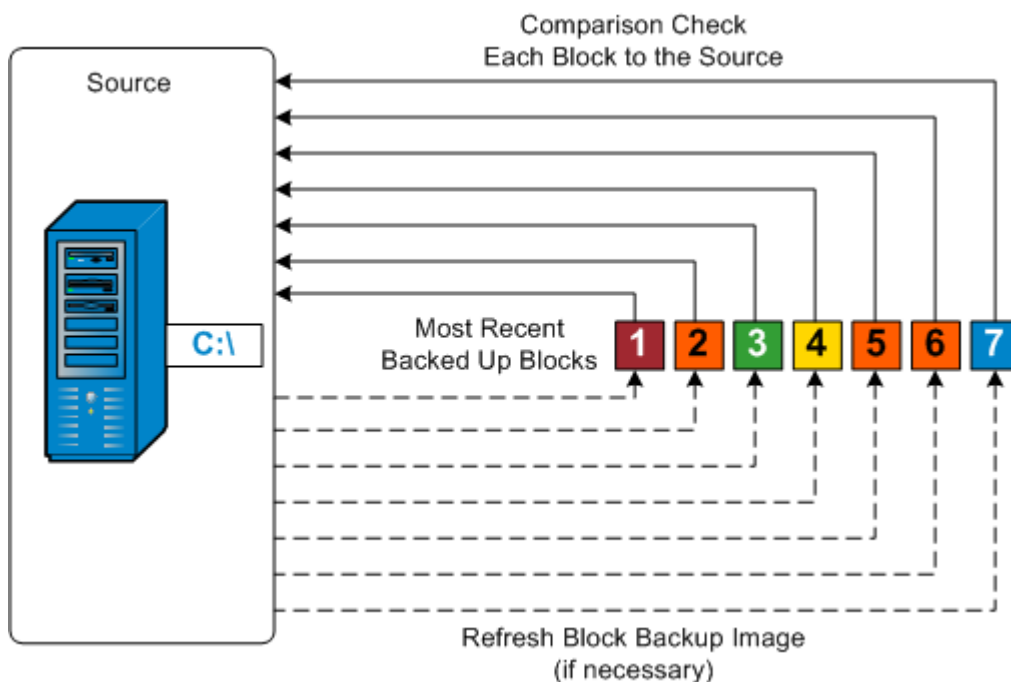 Comparison Check
Each Block to the Source
Source
C:\
Most Recent
Backed Up Blocks
1 2 3 4 5 6 7
Refresh Block Backup Image
(if necessary)